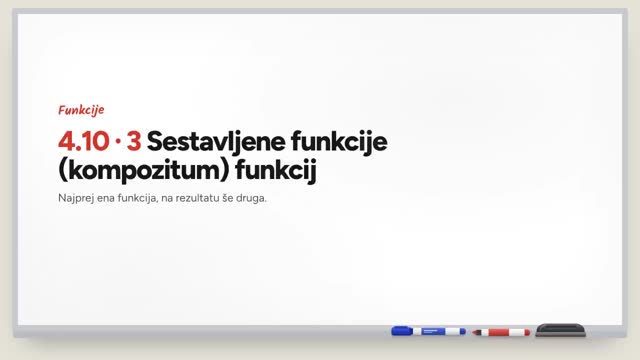 Funkcije
4.10 · 3 Sestavljene funkcije
(kompozitum) funkcij
Najprej ena funkcija, na rezultatu še druga.